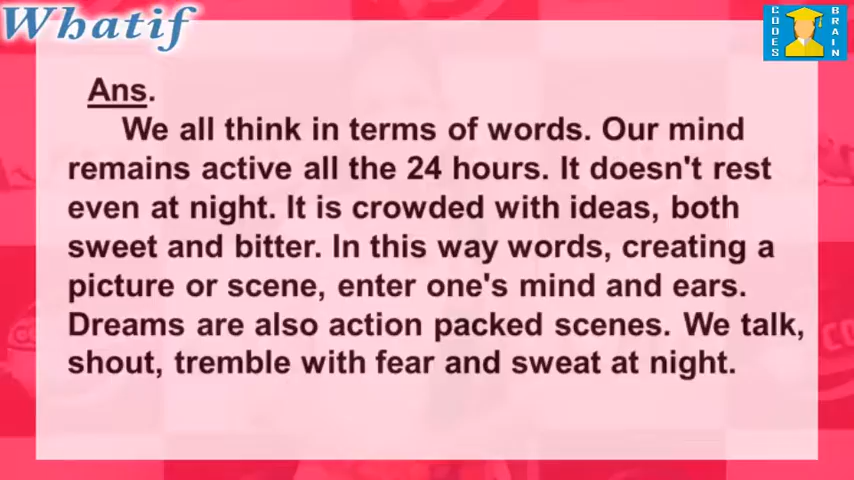 Whatif
CODES BRAIN
Ans.
We all think in terms of words. Our mind
remains active all the 24 hours. It doesn't rest
even at night. It is crowded with ideas, both
sweet and bitter. In this way words, creating a
picture or scene, enter one's mind and ears.
Dreams are also action packed scenes. We talk,
shout, tremble with fear and sweat at night.